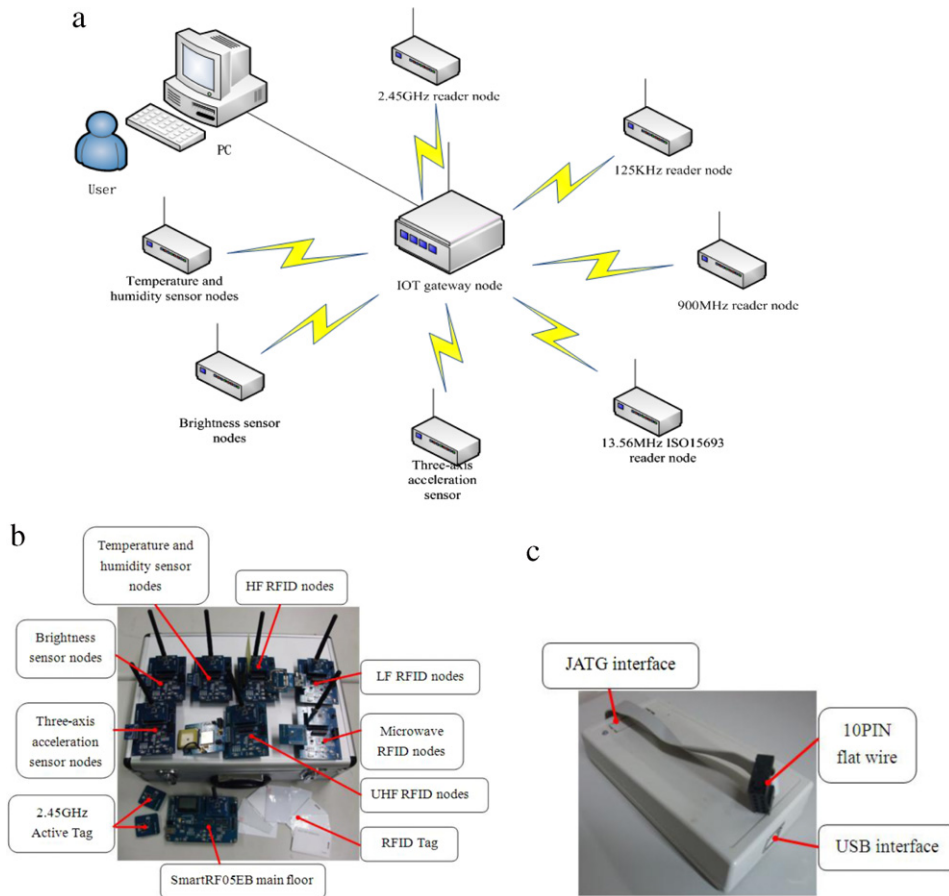 a
2.45GHz reader node
PC
125KHz reader node
User
Temperature and
humidity sensor nodes
IOT gateway node
900MHz reader node
Brightness sensor
nodes
Three-axis
acceleration
sensor
13.56MHz ISO15693
reader node
b
Temperature and
humidity sensor
nodes
HF RFID nodes
Brightness
sensor nodes
LF RFID nodes
Three-axis
acceleration
sensor nodes
Microwave
RFID nodes
UHF RFID nodes
2.45GHz
Active Tag
RFID Tag
SmartRF05EB main floor
c
JATG interface
10PIN
flat wire
USB interface